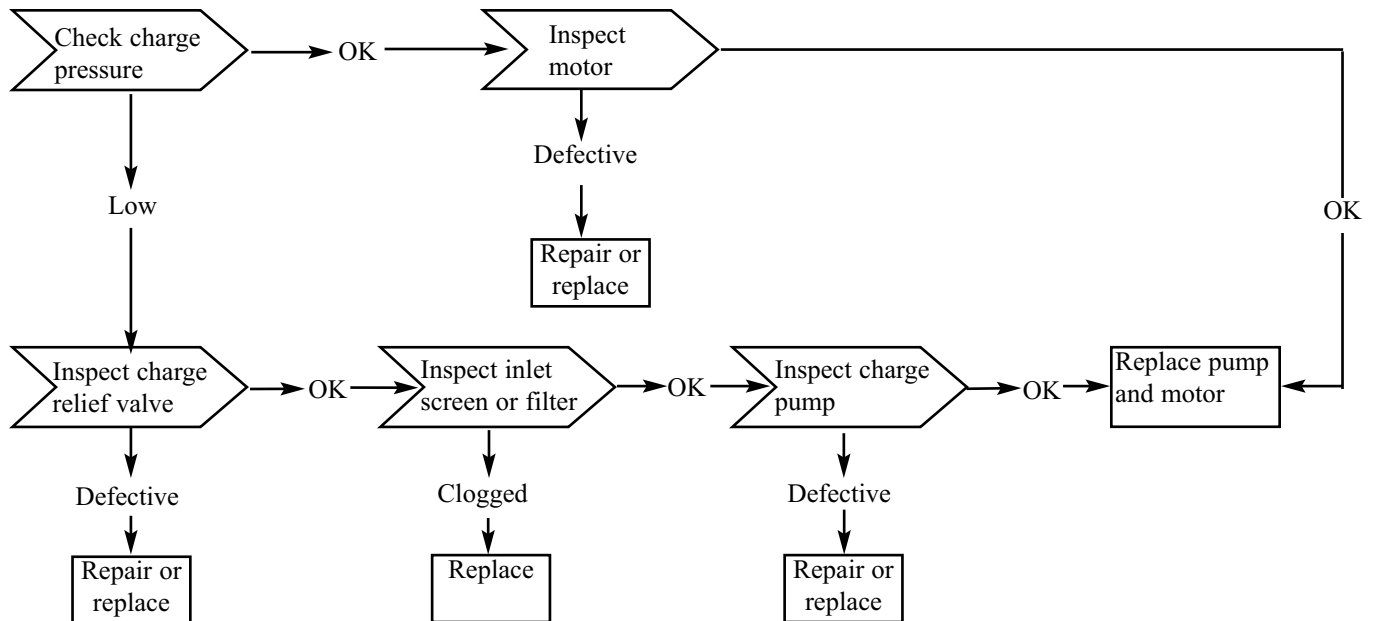 Check charge
pressure
OK
Inspect
motor
Defective
Low
OK
Repair or
replace
Inspect charge
relief valve
OK
Inspect inlet
screen or filter
OK
Inspect charge
pump
OK
Replace pump
and motor
Defective
Clogged
Defective
Repair or
replace
Replace
Repair or
replace